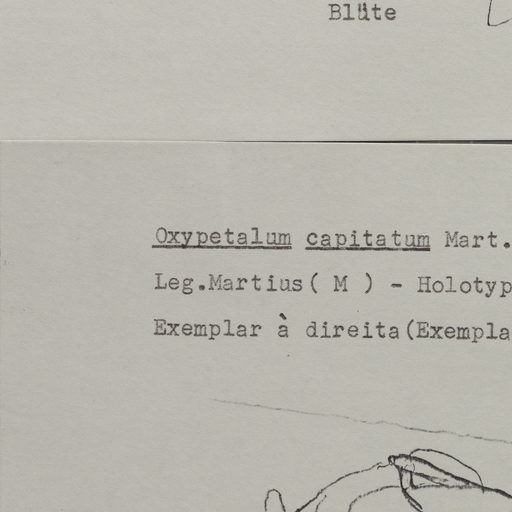 Blüte
Oxypetalum capitatum Mart.
Leg.Martius( M ) - Holotyp
Exemplar à direita(Exempla